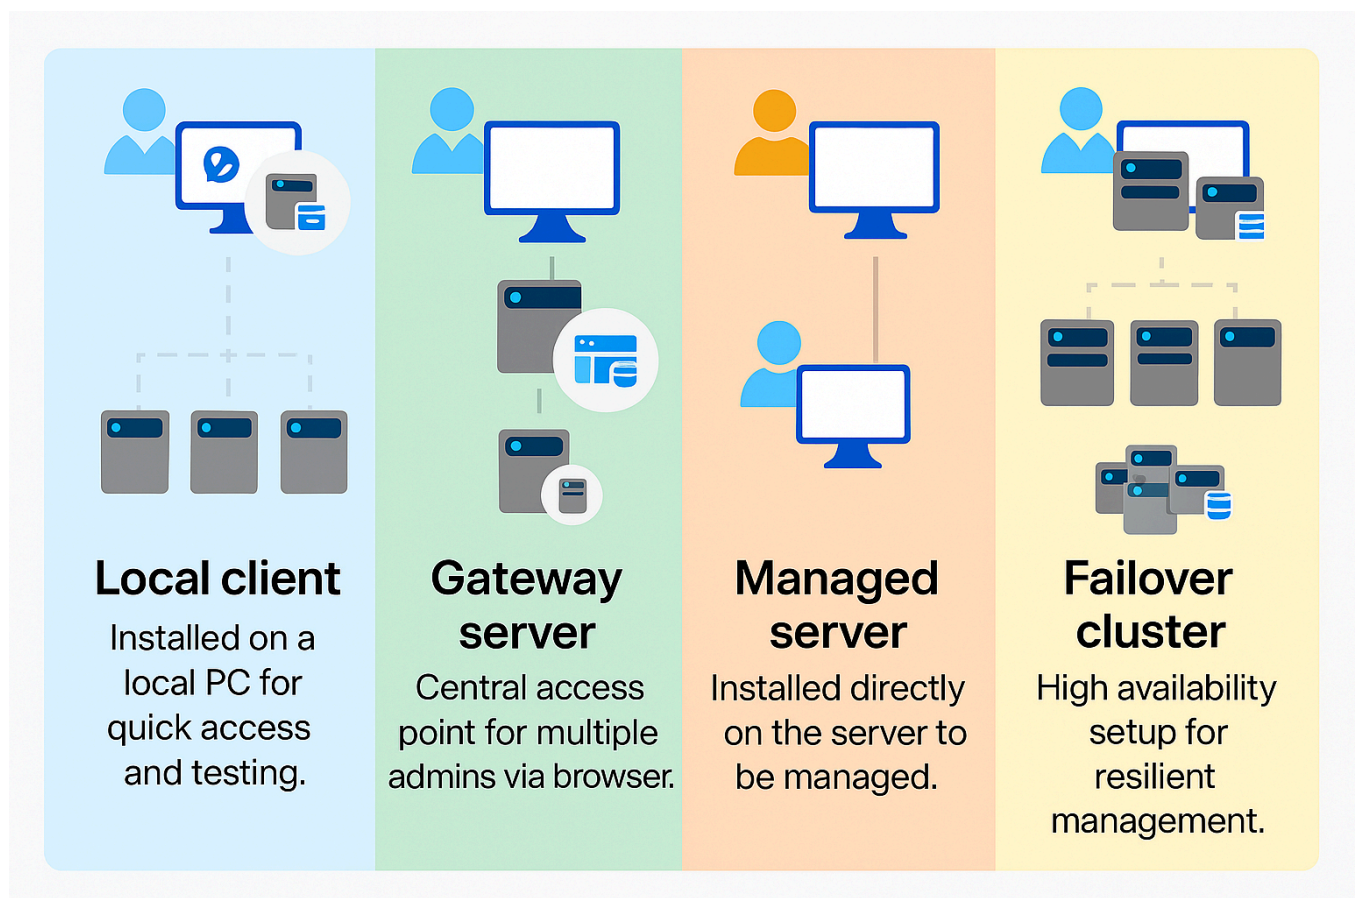 Local client
Installed on a
local PC for
quick access
and testing.
Gateway
server
Central access
point for multiple
admins via browser.
Managed
server
Installed directly
on the server to
be managed.
Failover
cluster
High availability
setup for
resilient
management.